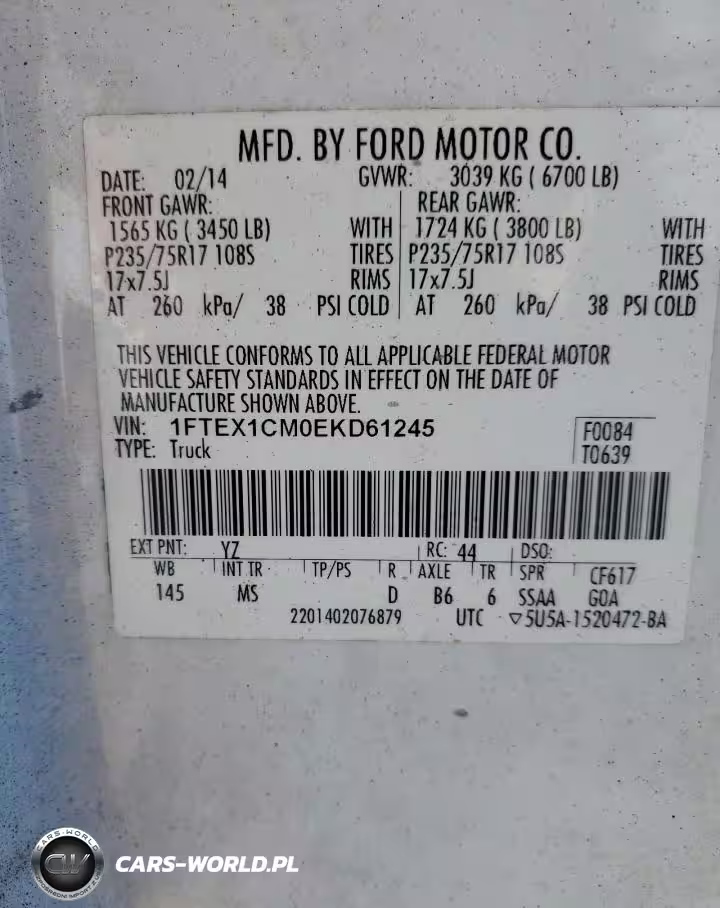 MFD. BY FORD MOTOR CO.
DATE: 02/14 GVWR: 3039 KG ( 6700 LB)
FRONT GAWR: REAR GAWR:
1565 KG ( 3450 LB) WITH 1724 KG ( 3800 LB) WITH
P235/75R17 108S TIRES P235/75R17 108S TIRES
17x7.5J RIMS 17x7.5J RIMS
AT 260 kPa/ 38 PSI COLD AT 260 kPa/ 38 PSI COLD
THIS VEHICLE CONFORMS TO ALL APPLICABLE FEDERAL MOTOR
VEHICLE SAFETY STANDARDS IN EFFECT ON THE DATE OF
MANUFACTURE SHOWN ABOVE.
VIN: 1FTEX1CM0EKD61245 F0084
TYPE: Truck T0639
EXT PNT: YZ RC: 44 DSO:
WB INT TR TP/PS R AXLE TR SPR CF617
145 MS D B6 6 SSAA GOA
2201402076879 UTC ▽5U5A-1520472-BA
CARS-WORLD
CARS-WORLD.PL